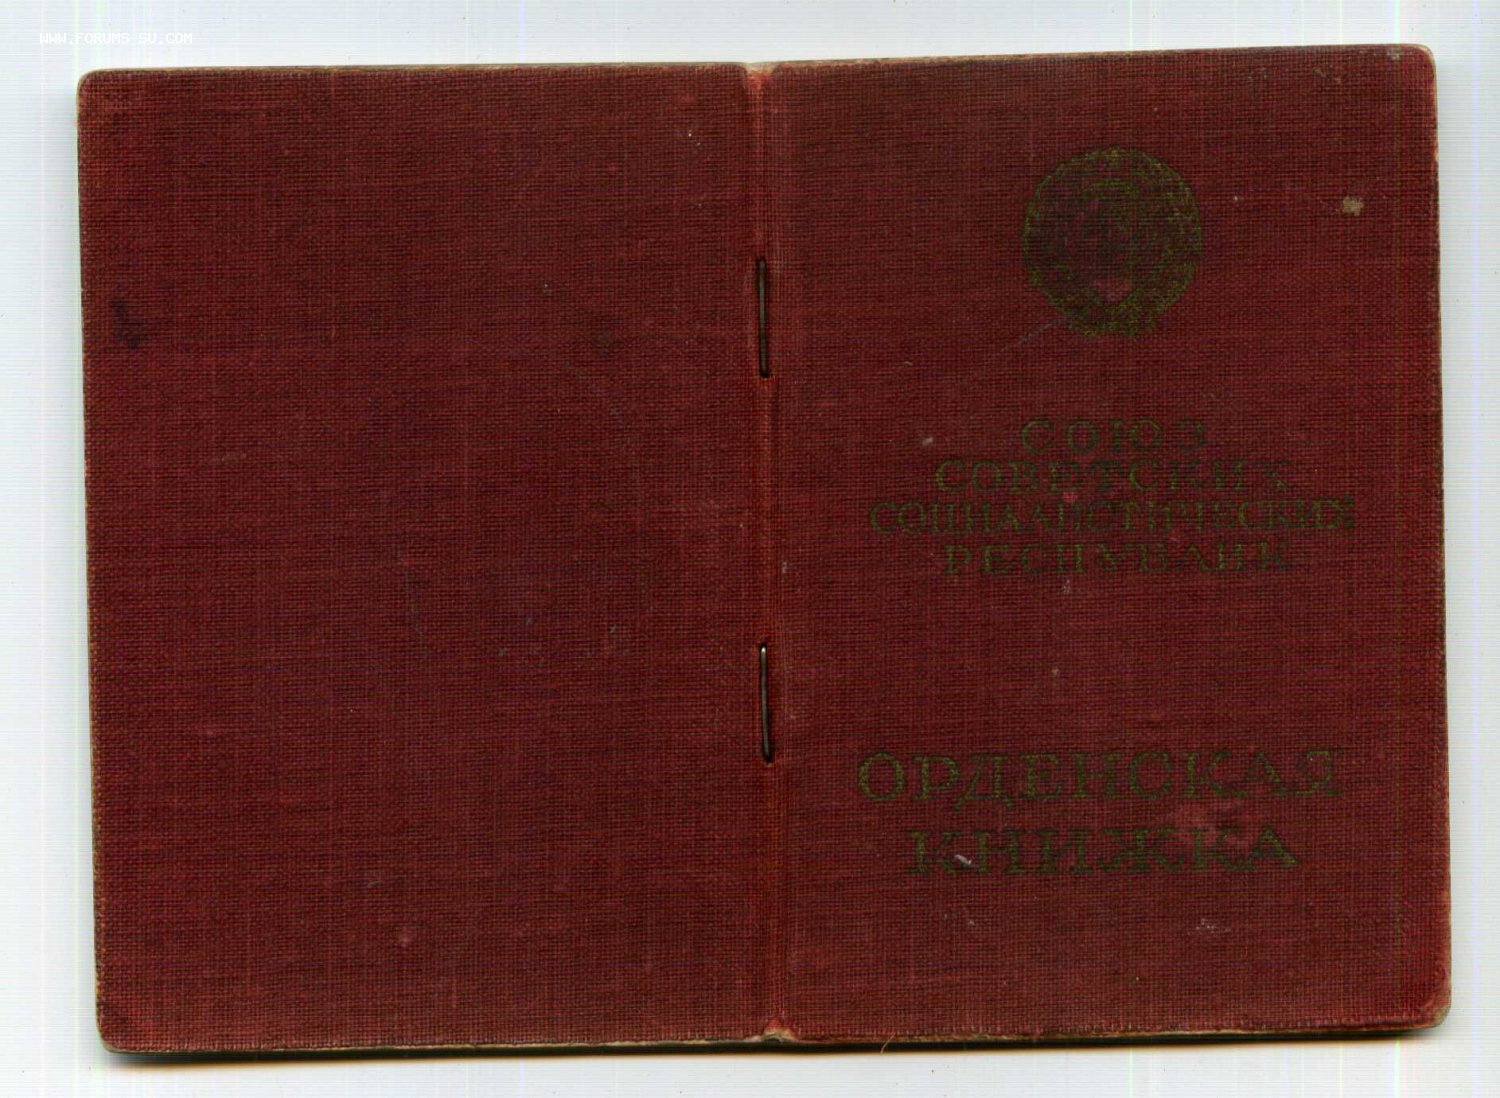 WWW.FORUMS-SU.COM
СОЮЗ
СОВЕТСКИХ
СОЦИАЛИСТИЧЕСКИХ
РЕСПУБЛИК
ОРДЕНСКАЯ
КНИЖКА